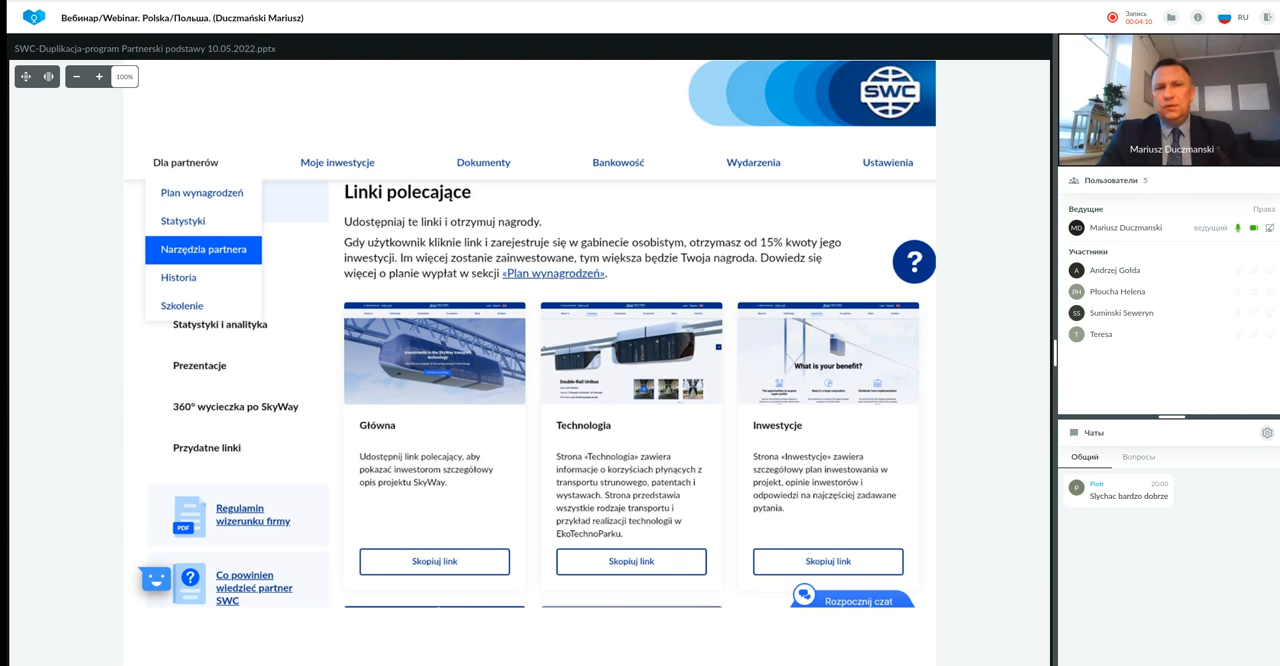 Вебинар/Webinar. Polska/Польша. (Duczmański Mariusz)
Запись
00:04:10
RU
SWC-Duplikacja-program Partnerski podstawy 10.05.2022.pptx
100%
SWC
Dla partnerów
Moje inwestycje
Dokumenty
Bankowość
Wydarzenia
Ustawienia
Plan wynagrodzeń
Statystyki
Narzędzia partnera
Historia
Szkolenie
Statystyki i analityka
Prezentacje
360° wycieczka po SkyWay
Przydatne linki
PDF
Regulamin
wizerunku firmy
?
Co powinien
wiedzieć partner
SWC
Linki polecające
Udostępniaj te linki i otrzymuj nagrody.
Gdy użytkownik kliknie link i zarejestruje się w gabinecie osobistym, otrzymasz od 15% kwoty jego
inwestycji. Im więcej zostanie zainwestowane, tym większa będzie Twoja nagroda. Dowiedz się
więcej o planie wypłat w sekcji «Plan wynagrodzeń».
?
Investments in the SkyWay transport
technology
Double-Rail Unibus
What is your benefit?
Główna
Udostępnij link polecający, aby
pokazać inwestorom szczegółowy
opis projektu SkyWay.
Skopiuj link
Technologia
Strona «Technologia» zawiera
informacje o korzyściach płynących z
transportu strunowego, patentach i
wystawach. Strona przedstawia
wszystkie rodzaje transportu i
przykład realizacji technologii w
EkoTechnoParku.
Skopiuj link
Inwestycje
Strona «Inwestycje» zawiera
szczegółowy plan inwestowania w
projekt, opinie inwestorów i
odpowiedzi na najczęściej zadawane
pytania.
Skopiuj link
Rozpocznij czat
Mariusz Duczmanski
Пользователи 5
Ведущие
Права
MD
Mariusz Duczmanski
ведущий
Участники
A
Andrzej Gołda
PH
Płoucha Helena
SS
Suminski Seweryn
T
Teresa
Чаты
Общий
Вопросы
P
Piotr
20:00
Slychac bardzo dobrze